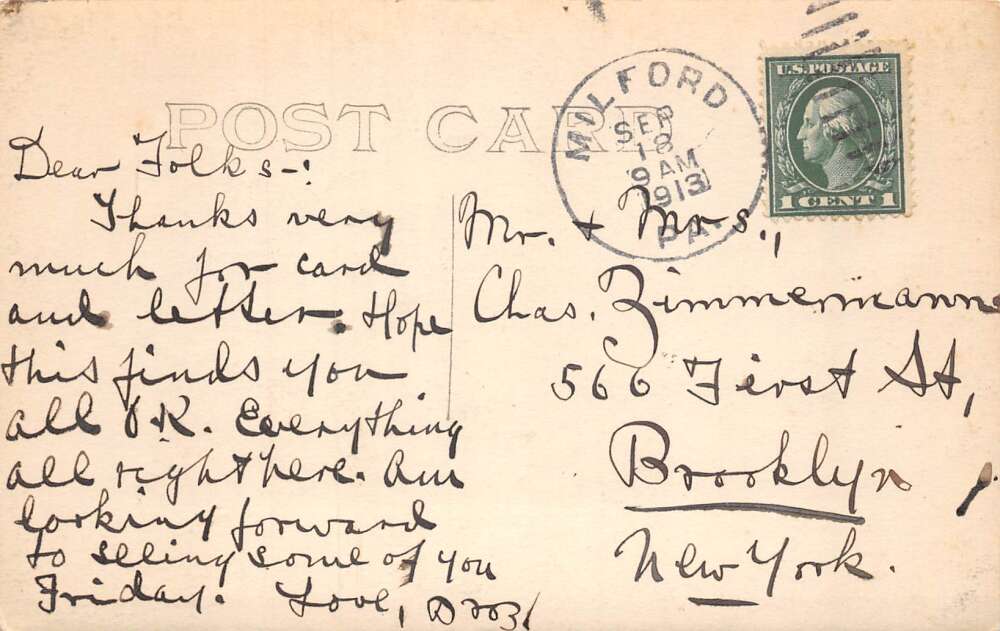 POST CARD
MILFORD
SEP
18
9 AM
1913
PA.
U.S. POSTAGE
1 CENT 1
Dear Folks-:
Thanks very
much for card
and letter. Hope
this finds you
all OK. Everything
all right here. Am
looking forward
to seeing some of you
Friday. Love,
Mr. + Mrs.,
Chas. Zimmermann
566 First St,
Brooklyn
New York.